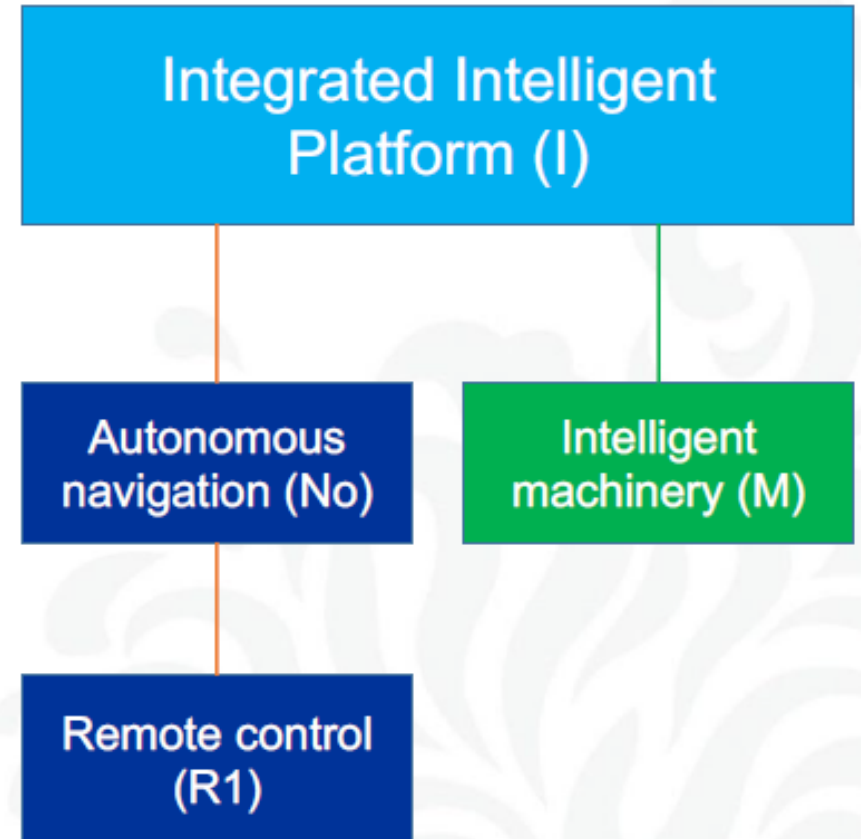 Integrated Intelligent
Platform (I)
Autonomous
navigation (No)
Intelligent
machinery (M)
Remote control
(R1)